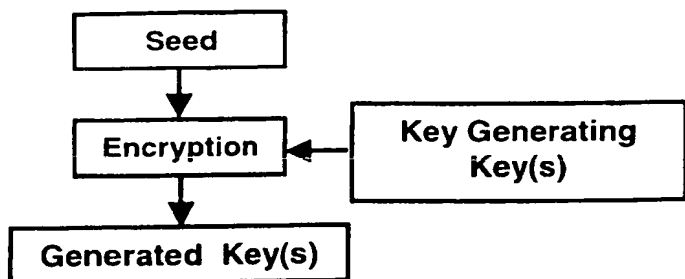 Seed
Encryption
Key Generating
Key(s)
Generated Key(s)